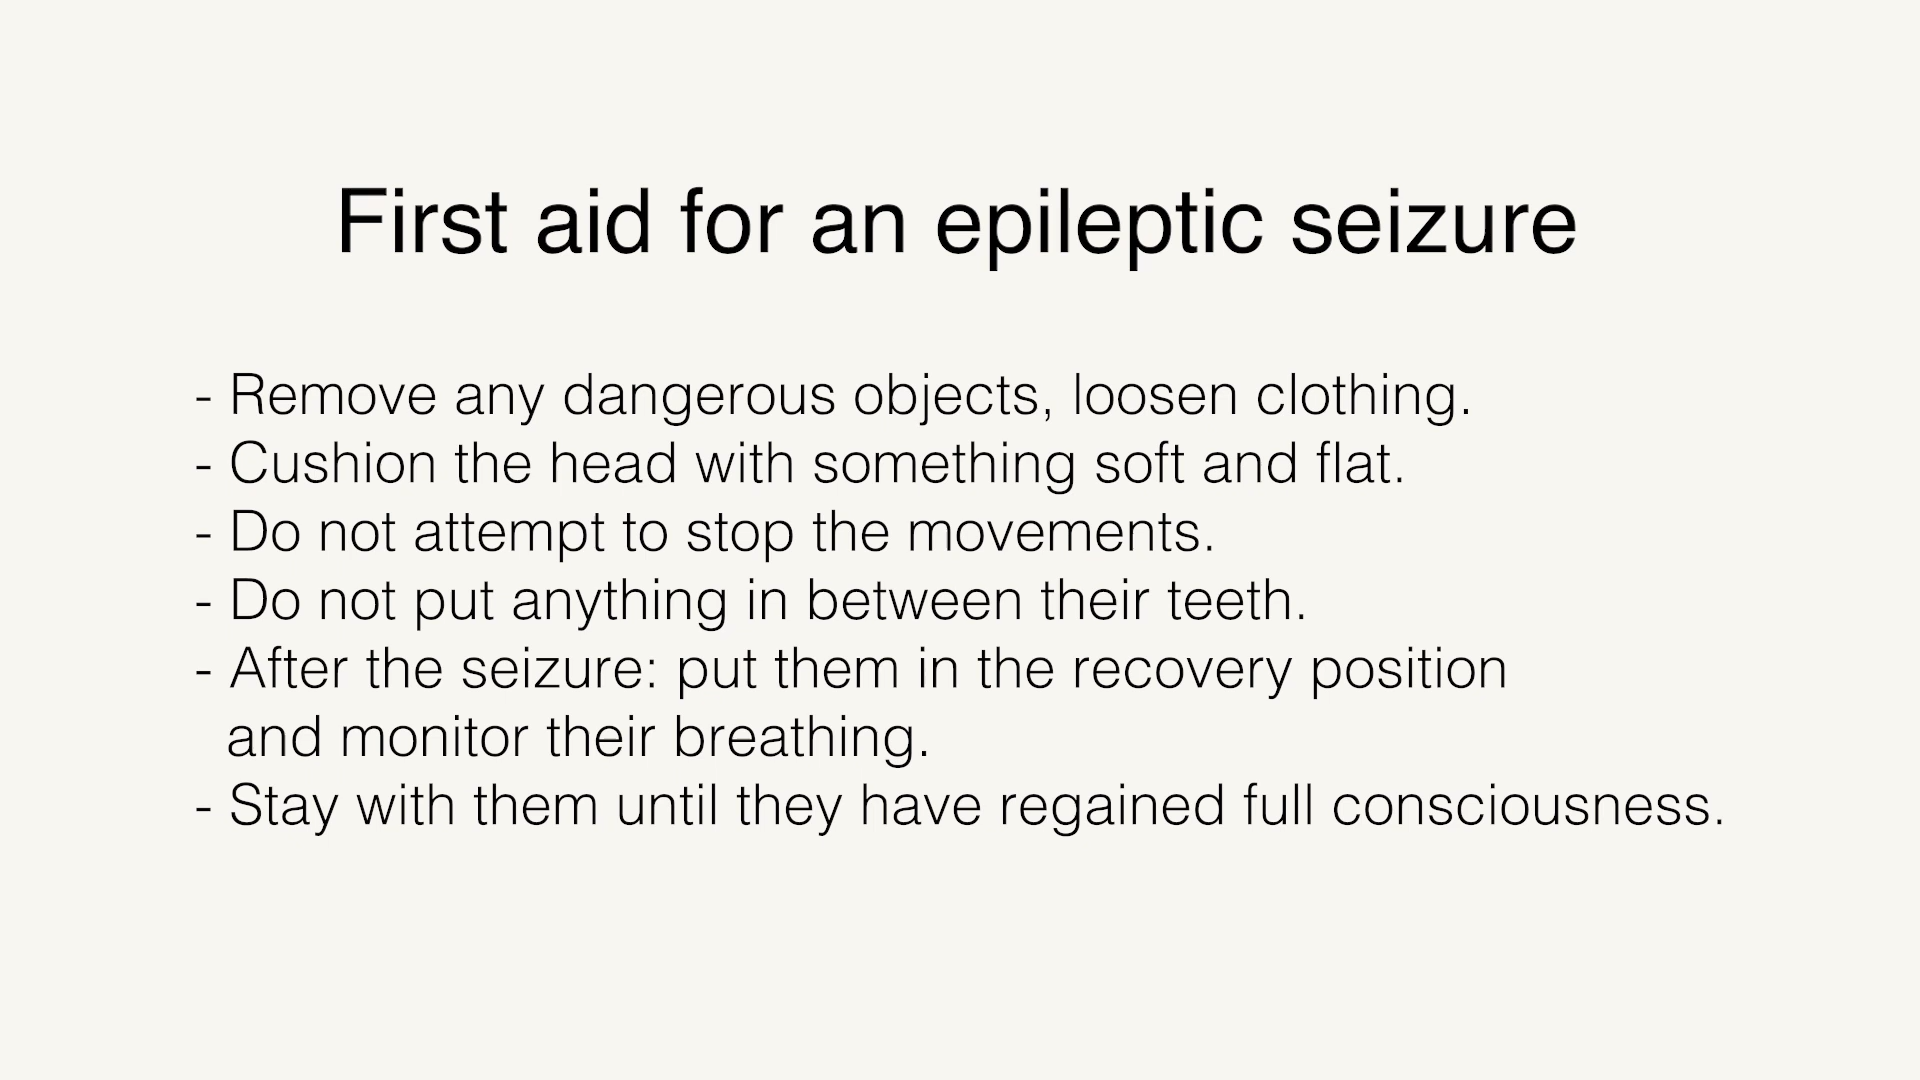 First aid for an epileptic seizure
- Remove any dangerous objects, loosen clothing.
- Cushion the head with something soft and flat.
- Do not attempt to stop the movements.
- Do not put anything in between their teeth.
- After the seizure: put them in the recovery position
and monitor their breathing.
- Stay with them until they have regained full consciousness.